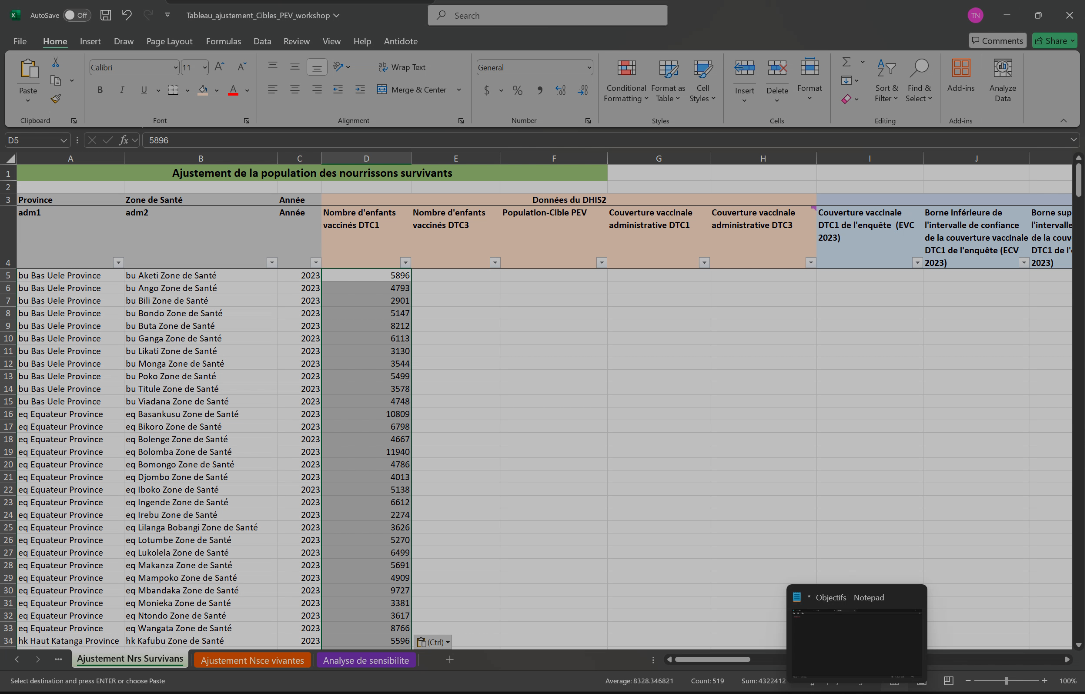 AutoSave Off Tableau_ajustement_Cibles_PEV_workshop Search TN
File Home Insert Draw Page Layout Formulas Data Review View Help Antidote Comments Share
Paste Calibri 11 A A Wrap Text General Conditional Format as Cell Insert Delete Format Sort & Find & Add-ins Analyze
B I U A Merge & Center $ % Formatting Table Styles Filter Select Data
Clipboard Font Alignment Number Styles Cells Editing Add-ins
D5 fx 5896
A B C D E F G H I J
1 Ajustement de la population des nourrissons survivants
2
3 Province Zone de Santé Année Données du DHIS2
4 adm1 adm2 Année Nombre d'enfants vaccinés DTC1 Nombre d'enfants vaccinés DTC3 Population-Cible PEV Couverture vaccinale administrative DTC1 Couverture vaccinale administrative DTC3 Couverture vaccinale DTC1 de l'enquête (EVC 2023) Borne inférieure de l'intervalle de confiance de la couverture vaccinale DTC1 de l'enquête (ECV 2023) Borne sup l'intervalle de la couv DTC1 de l' 2023)
5 bu Bas Uele Province bu Aketi Zone de Santé 2023 5896
6 bu Bas Uele Province bu Ango Zone de Santé 2023 4793
7 bu Bas Uele Province bu Bili Zone de Santé 2023 2901
8 bu Bas Uele Province bu Bondo Zone de Santé 2023 5147
9 bu Bas Uele Province bu Buta Zone de Santé 2023 8212
10 bu Bas Uele Province bu Ganga Zone de Santé 2023 6113
11 bu Bas Uele Province bu Likati Zone de Santé 2023 3130
12 bu Bas Uele Province bu Monga Zone de Santé 2023 3544
13 bu Bas Uele Province bu Poko Zone de Santé 2023 5499
14 bu Bas Uele Province bu Titule Zone de Santé 2023 3578
15 bu Bas Uele Province bu Viadana Zone de Santé 2023 4748
16 eq Equateur Province eq Basankusu Zone de Santé 2023 10809
17 eq Equateur Province eq Bikoro Zone de Santé 2023 6798
18 eq Equateur Province eq Bolenge Zone de Santé 2023 4667
19 eq Equateur Province eq Bolomba Zone de Santé 2023 11940
20 eq Equateur Province eq Bomongo Zone de Santé 2023 4786
21 eq Equateur Province eq Djombo Zone de Santé 2023 4013
22 eq Equateur Province eq Iboko Zone de Santé 2023 5138
23 eq Equateur Province eq Ingende Zone de Santé 2023 6612
24 eq Equateur Province eq Irebu Zone de Santé 2023 2274
25 eq Equateur Province eq Lilanga Bobangi Zone de Santé 2023 3626
26 eq Equateur Province eq Lotumbe Zone de Santé 2023 5270
27 eq Equateur Province eq Lukolela Zone de Santé 2023 6499
28 eq Equateur Province eq Makanza Zone de Santé 2023 5691
29 eq Equateur Province eq Mampoko Zone de Santé 2023 4909
30 eq Equateur Province eq Mbandaka Zone de Santé 2023 9727
31 eq Equateur Province eq Monieka Zone de Santé 2023 3381
32 eq Equateur Province eq Ntondo Zone de Santé 2023 3617
33 eq Equateur Province eq Wangata Zone de Santé 2023 8766
34 hk Haut Katanga Province hk Kafubu Zone de Santé 2023 5596 (Ctrl)
* Objectifs Notepad
Ajustement Nrs Survivans Ajustement Nsce vivantes Analyse de sensibilite
Select destination and press ENTER or choose Paste Average: 8328.346821 Count: 519 Sum: 4322412 100%